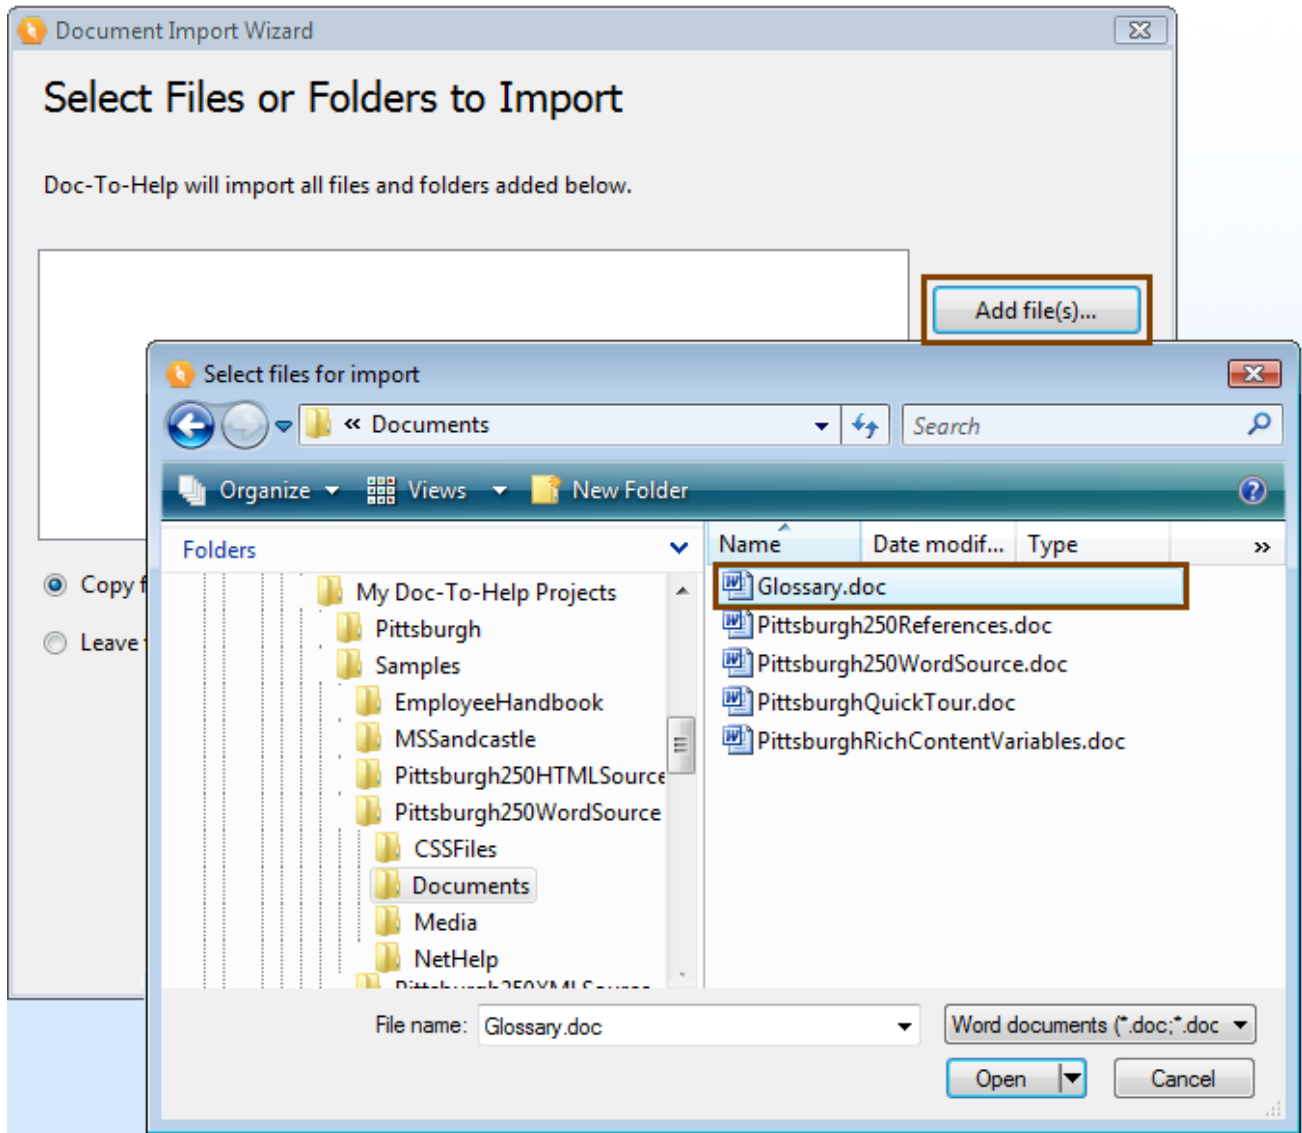 Document Import Wizard
Select Files or Folders to Import
Doc-To-Help will import all files and folders added below.
Add file(s)...
Select files for import
« Documents
Search
Organize Views New Folder
Folders
Name Date modif... Type »
My Doc-To-Help Projects
Pittsburgh
Samples
EmployeeHandbook
MSSandcastle
Pittsburgh250HTMLSource
Pittsburgh250WordSource
CSSFiles
Documents
Media
NetHelp
Pittsburgh250XMLSource
Glossary.doc
Pittsburgh250References.doc
Pittsburgh250WordSource.doc
PittsburghQuickTour.doc
PittsburghRichContentVariables.doc
Copy f
Leave
File name: Glossary.doc
Word documents (*.doc;*.doc
Open Cancel